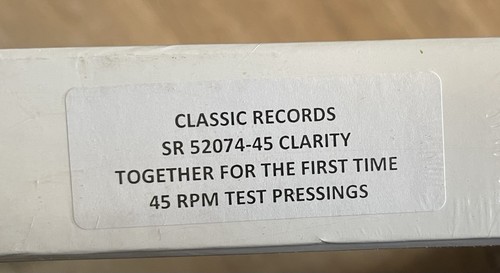 CLASSIC RECORDS
SR 52074-45 CLARITY
TOGETHER FOR THE FIRST TIME
45 RPM TEST PRESSINGS